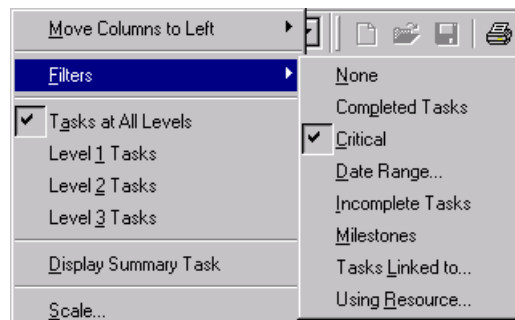 Move Columns to Left
Filters
Tasks at All Levels
Level 1 Tasks
Level 2 Tasks
Level 3 Tasks
Display Summary Task
Scale...
None
Completed Tasks
Critical
Date Range...
Incomplete Tasks
Milestones
Tasks Linked to...
Using Resource...